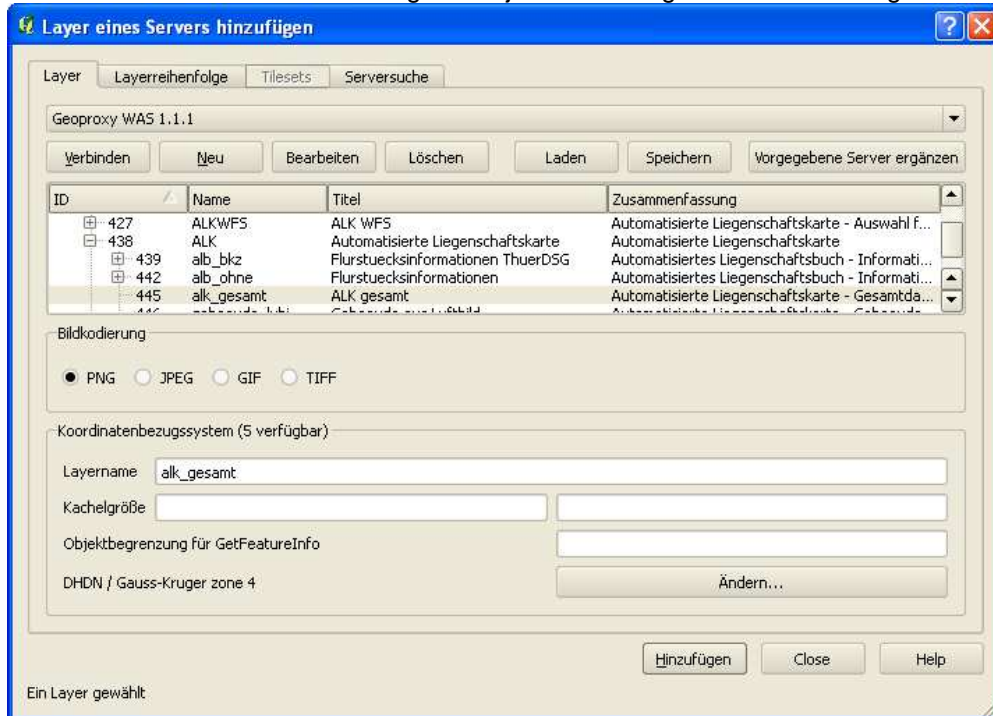 Layer eines Servers hinzufügen
Layer Layerreihenfolge Tilesets Serversuche
Geoproxy WAS 1.1.1
Verbinden Neu Bearbeiten Löschen Laden Speichern Vorgegebene Server ergänzen
ID Name Titel Zusammenfassung
427 ALKWFS ALK WFS Automatisierte Liegenschaftskarte - Auswahl f...
438 ALK Automatisierte Liegenschaftskarte Automatisierte Liegenschaftskarte
439 alb_bkz Flurstuecksinformationen ThuerDSG Automatisiertes Liegenschaftsbuch - Informati...
442 alb_ohne Flurstuecksinformationen Automatisiertes Liegenschaftsbuch - Informati...
445 alk_gesamt ALK gesamt Automatisierte Liegenschaftskarte - Gesamtda...
Bildkodierung
PNG JPEG GIF TIFF
Koordinatenbezugssystem (5 verfügbar)
Layername alk_gesamt
Kachelgröße
Objektbegrenzung für GetFeatureInfo
DHDN / Gauss-Kruger zone 4 Ändern...
Hinzufügen Close Help
Ein Layer gewählt